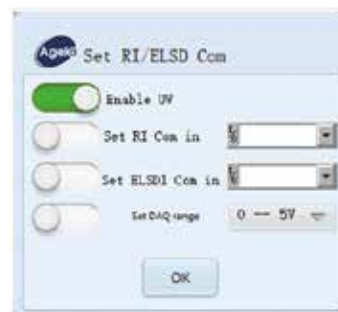 Set RI/ELSD Com
Enable UV
Set RI Com in
Set ELSD1 Com in
Set DAQ range 0 -- 5V
OK